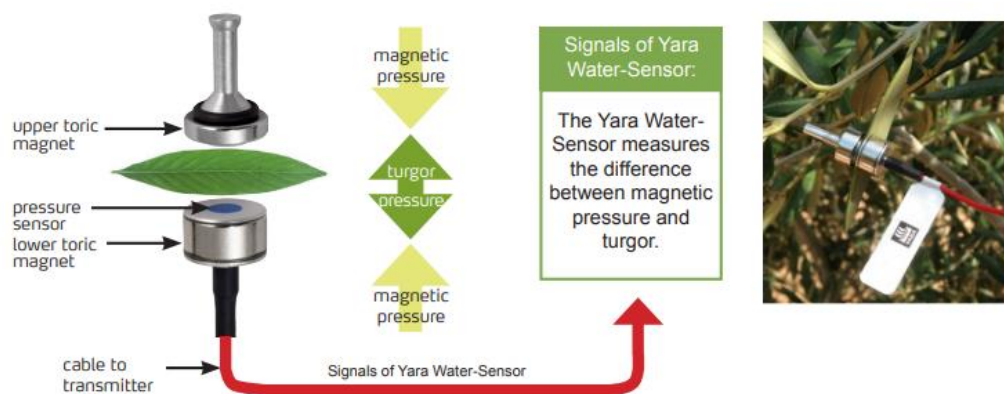 magnetic
pressure
upper toric
magnet
turgor
pressure
pressure
sensor
lower toric
magnet
magnetic
pressure
cable to
transmitter
Signals of Yara Water-Sensor
Signals of Yara
Water-Sensor:
The Yara Water-
Sensor measures
the difference
between magnetic
pressure and
turgor.